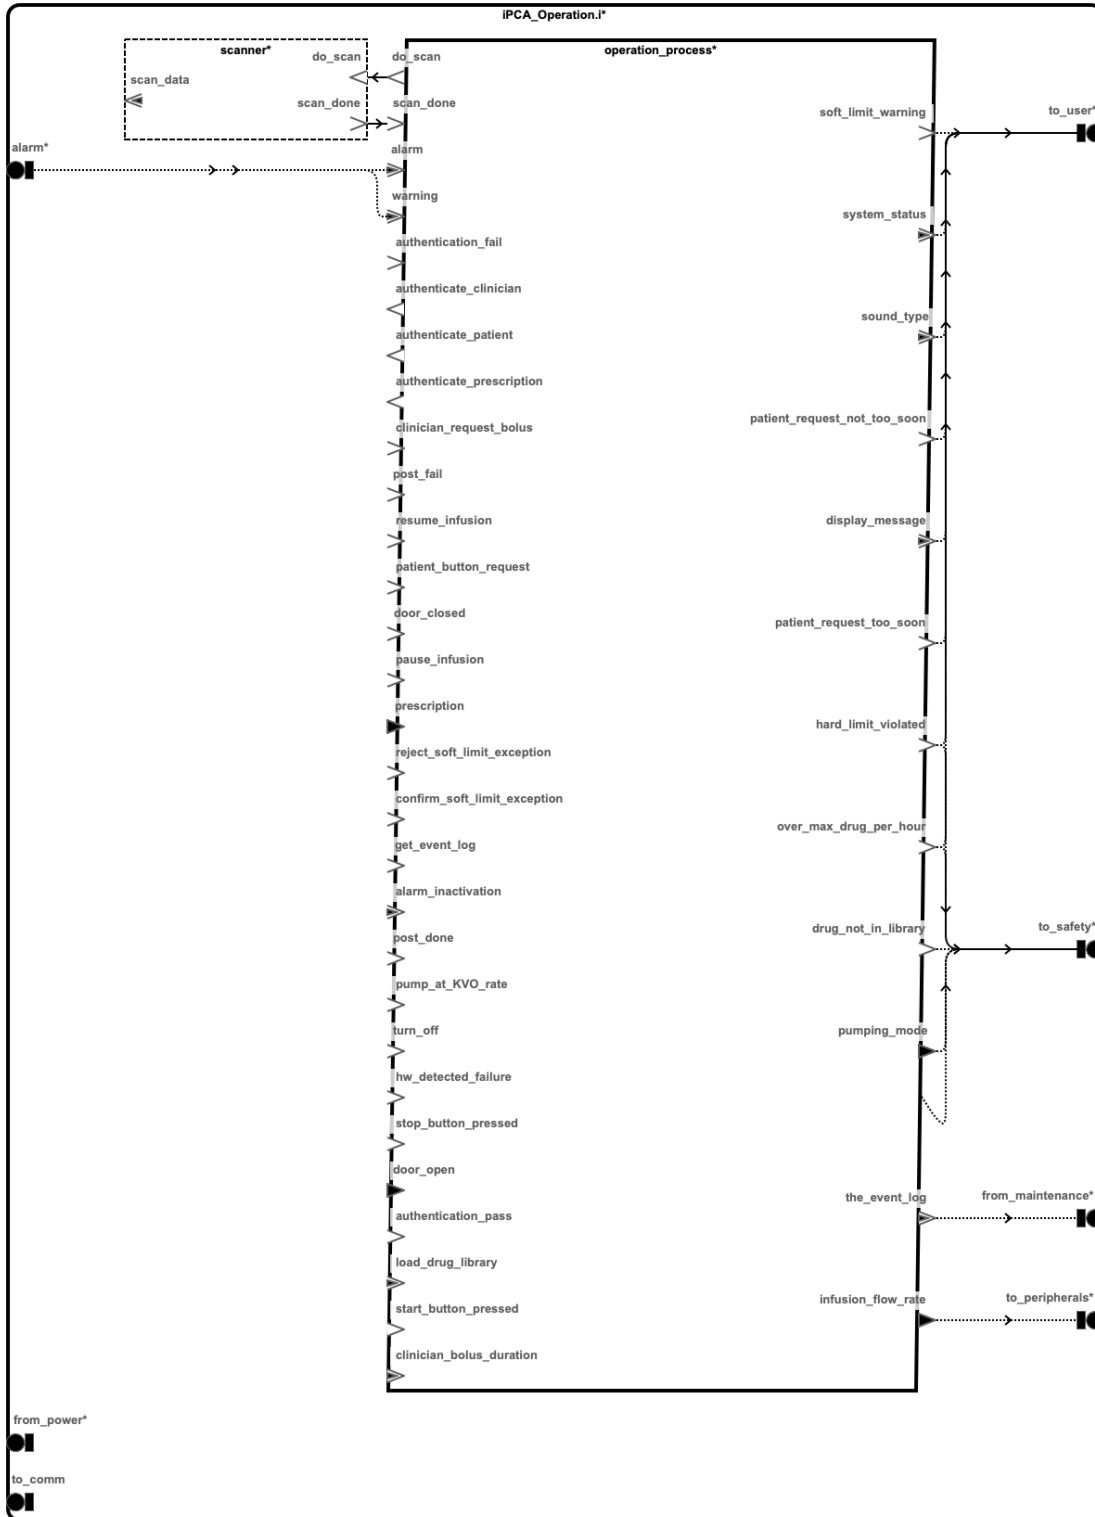 iPCA_Operation.i*
scanner*
do_scan
scan_data
scan_done
alarm*
operation_process*
do_scan
scan_done
alarm
warning
authentication_fail
authenticate_clinician
authenticate_patient
authenticate_prescription
clinician_request_bolus
post_fail
resume_infusion
patient_button_request
door_closed
pause_infusion
prescription
reject_soft_limit_exception
confirm_soft_limit_exception
get_event_log
alarm_inactivation
post_done
pump_at_KVO_rate
turn_off
hw_detected_failure
stop_button_pressed
door_open
authentication_pass
load_drug_library
start_button_pressed
clinician_bolus_duration
soft_limit_warning
system_status
sound_type
patient_request_not_too_soon
display_message
patient_request_too_soon
hard_limit_violated
over_max_drug_per_hour
drug_not_in_library
pumping_mode
the_event_log
infusion_flow_rate
to_user*
to_safety*
from_maintenance*
to_peripherals*
from_power*
to_comm